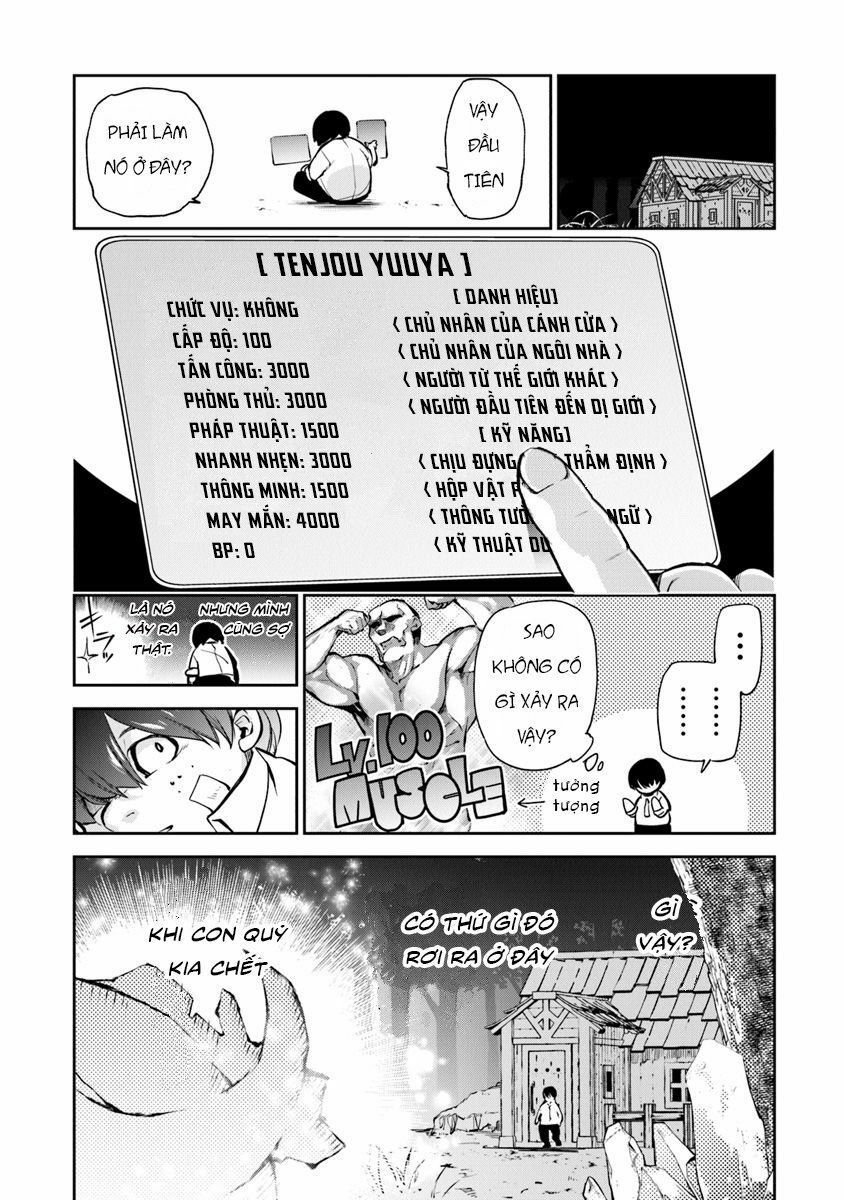 VẬY
ĐẦU
TIÊN
PHẢI LÀM
NÓ Ở ĐÂY?
[ TENJOU YUUYA ]
CHỨC VỤ: KHÔNG
CẤP ĐỘ: 100
TẤN CÔNG: 3000
PHÒNG THỦ: 3000
PHÁP THUẬT: 1500
NHANH NHẸN: 3000
THÔNG MINH: 1500
MAY MẮN: 4000
BP: 0
[ DANH HIỆU]
( CHỦ NHÂN CỦA CÁNH CỬA )
( CHỦ NHÂN CỦA NGÔI NHÀ )
( NGƯỜI TỪ THẾ GIỚI KHÁC )
( NGƯỜI ĐẦU TIÊN ĐẾN DỊ GIỚI )
[ KỸ NĂNG]
( CHỊU ĐỰNG THẨM ĐỊNH )
( HỘP VẬT
( THÔNG NGỮ )
( KỸ THUẬT
...
......
SAO
KHÔNG CÓ
GÌ XẢY RA
VẬY?
Lv.100
MUSCLE
← tưởng
tượng
NHƯNG MÌNH
CŨNG SỢ
LÀ NÓ
XẢY RA
THẬT.
GÌ
VẬY?
CÓ THỨ GÌ ĐÓ
RƠI RA Ở ĐÂY
KHI CON QUỶ
KIA CHẾT